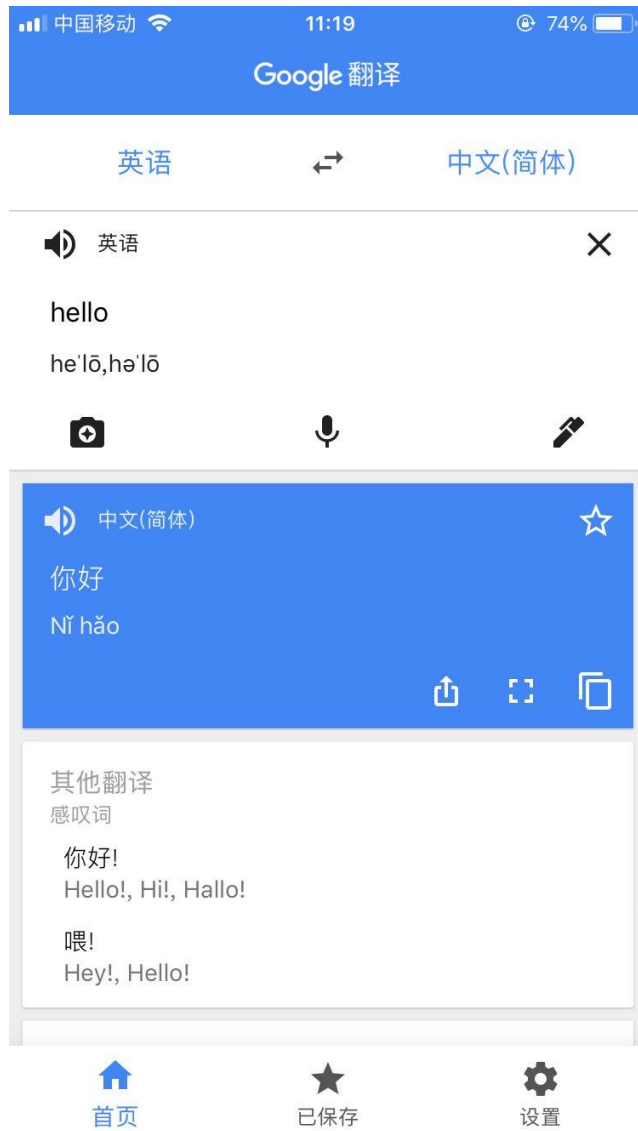 中国移动 11:19 74%
Google 翻译
英语 中文(简体)
英语
hello
heˈlō,həˈlō
中文(简体)
你好
Nǐ hǎo
其他翻译
感叹词
你好!
Hello!, Hi!, Hallo!
喂!
Hey!, Hello!
首页 已保存 设置